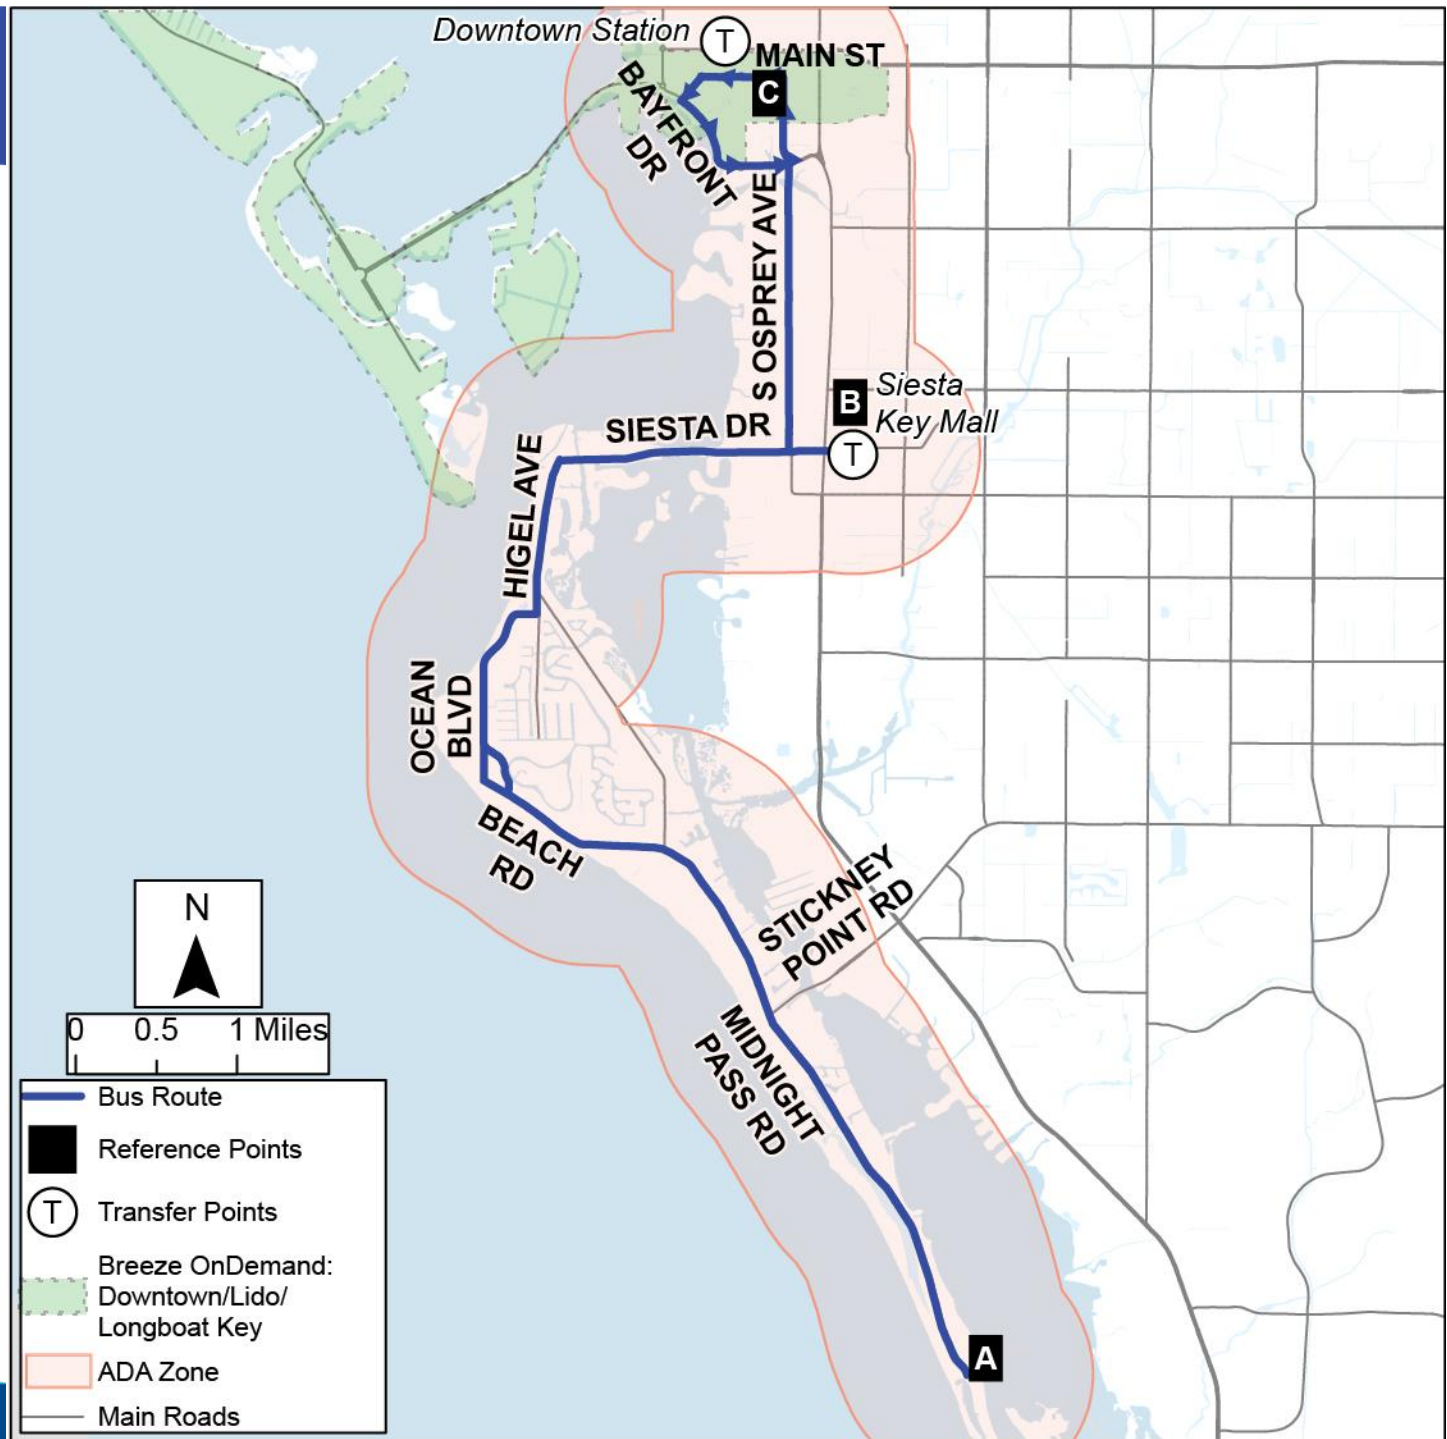 Downtown Station
T
MAIN ST
C
BAYFRONT
DR
S OSPREY AVE
B
Siesta
Key Mall
T
SIESTA DR
HIGEL AVE
OCEAN
BLVD
BEACH
RD
STICKNEY
POINT RD
MIDNIGHT
PASS RD
A
N
0 0.5 1 Miles
Bus Route
Reference Points
T
Transfer Points
Breeze OnDemand:
Downtown/Lido/
Longboat Key
ADA Zone
Main Roads